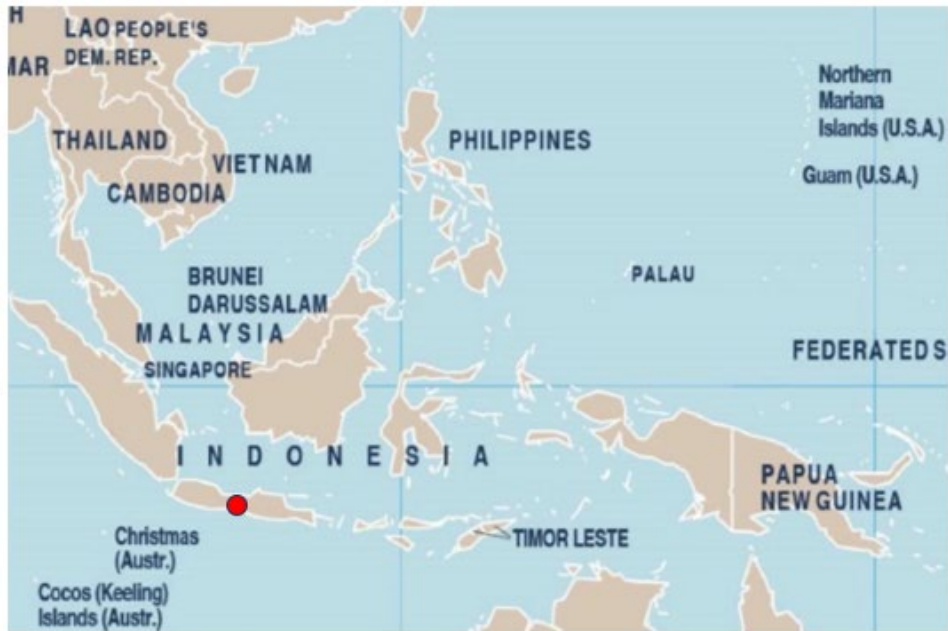 H
LAO PEOPLE'S
MAR DEM. REP.
THAILAND
VIETNAM
CAMBODIA
PHILIPPINES
Northern
Mariana
Islands (U.S.A.)
Guam (U.S.A.)
BRUNEI
DARUSSALAM
PALAU
MALAYSIA
SINGAPORE
FEDERATED S
INDONESIA
PAPUA
NEW GUINEA
Christmas
(Austr.)
TIMOR LESTE
Cocos (Keeling)
Islands (Austr.)